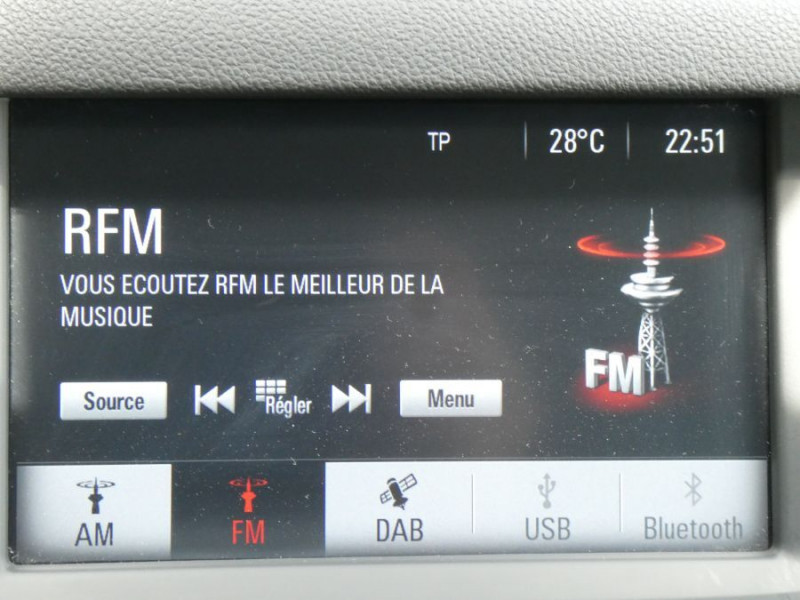 TP 28°C 22:51
RFM
VOUS ECOUTEZ RFM LE MEILLEUR DE LA
MUSIQUE
FM
Source Régler Menu
AM FM DAB USB Bluetooth